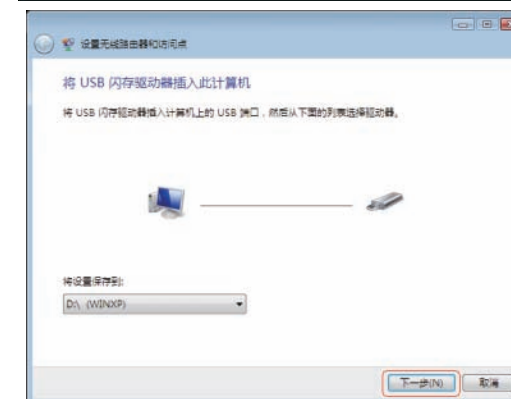 设置无线路由器和访问点
将 USB 闪存驱动器插入此计算机
将 USB 闪存驱动器插入计算机上的 USB 端口，然后从下面的列表选择驱动器。
将设置保存到:
D:\ (WINXP)
下一步(N) 取消